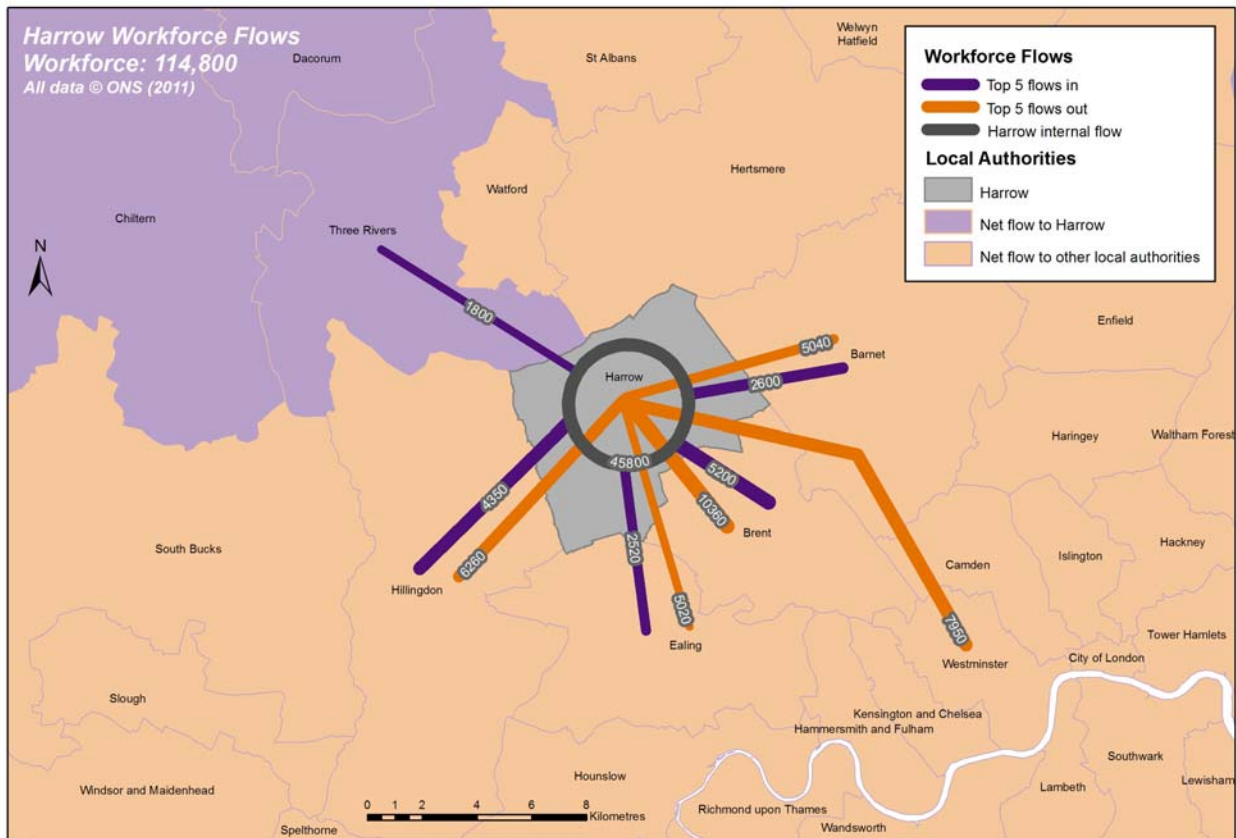 Harrow Workforce Flows
Workforce: 114,800
All data © ONS (2011)
Workforce Flows
Top 5 flows in
Top 5 flows out
Harrow internal flow
Local Authorities
Harrow
Net flow to Harrow
Net flow to other local authorities
Dacorum
St Albans
Welwyn
Hatfield
Hertsmere
Watford
Chiltern
Three Rivers
N
1800
Enfield
5040
Barnet
2600
Harrow
Haringey
Waltham Forest
45800
5200
4350
10360
Brent
South Bucks
2520
6260
Hillingdon
5020
Ealing
Islington
Hackney
Camden
7950
Westminster
Tower Hamlets
City of London
Slough
Kensington and Chelsea
Hammersmith and Fulham
Southwark
Hounslow
Lambeth
Lewisham
Windsor and Maidenhead
0 2 4 6 8
Kilometres
Richmond upon Thames
Wandsworth
Spelthorne